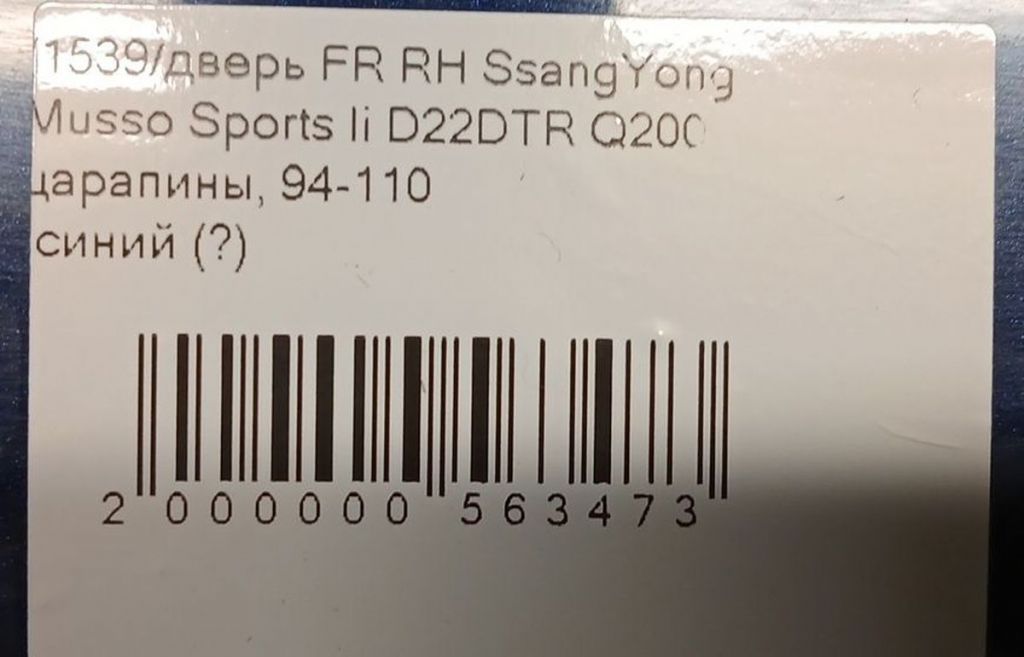 1539/дверь FR RH SsangYong
Musso Sports Ii D22DTR Q200
царапины, 94-110
синий (?)
2 000000 563473